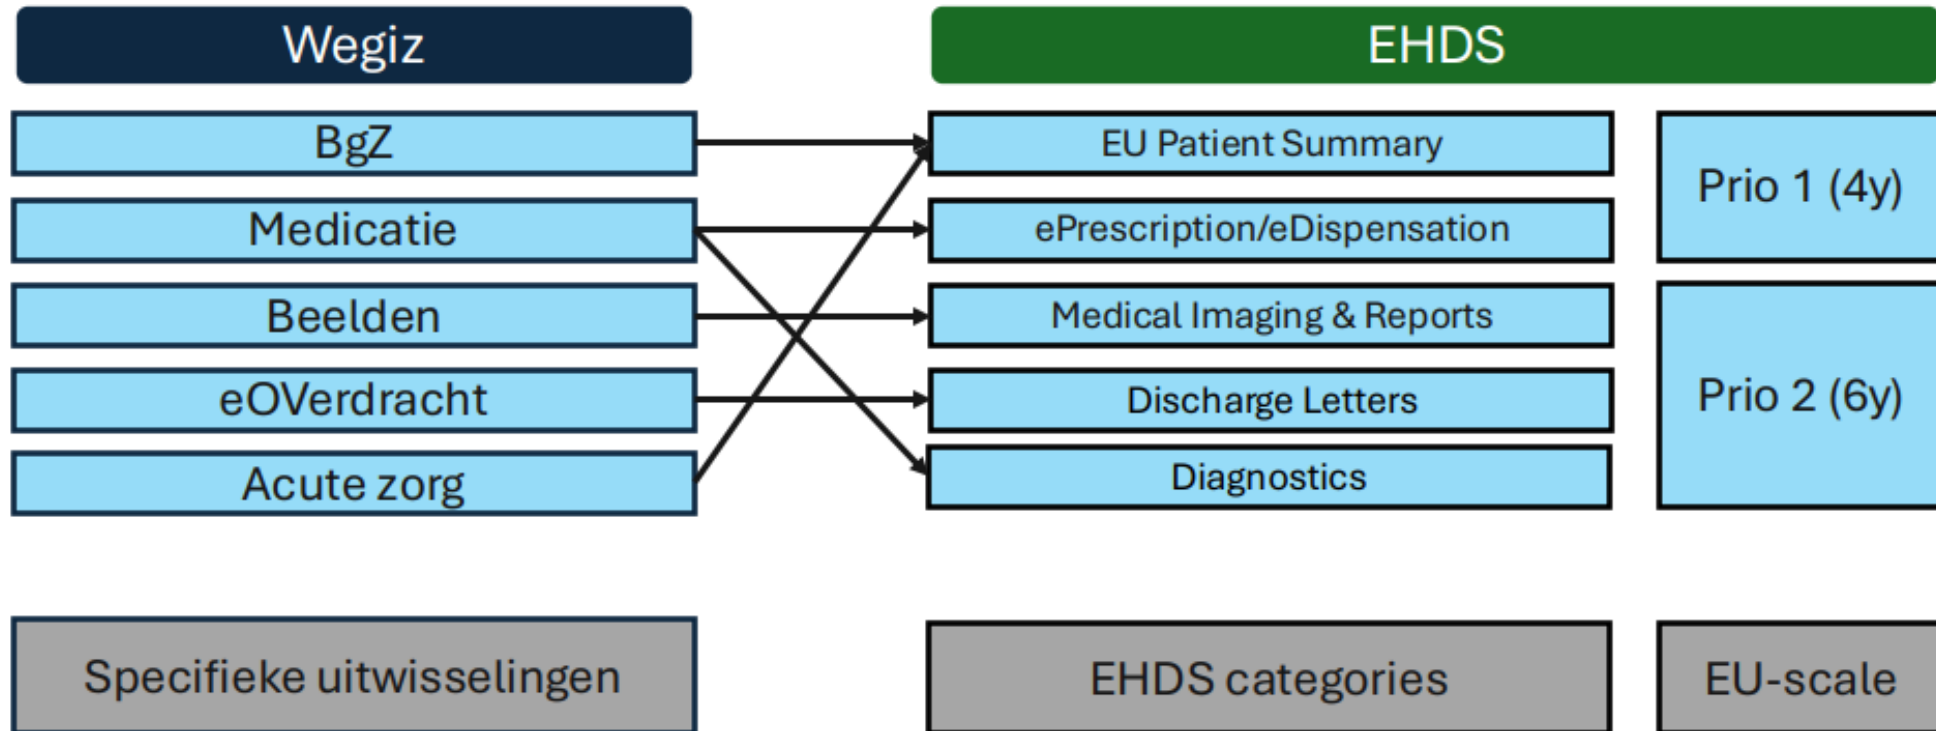 Wegiz
EHDS
BgZ
EU Patient Summary
Prio 1 (4y)
Medicatie
ePrescription/eDispensation
Beelden
Medical Imaging & Reports
Prio 2 (6y)
eOVerdracht
Discharge Letters
Acute zorg
Diagnostics
Specifieke uitwisselingen
EHDS categories
EU-scale